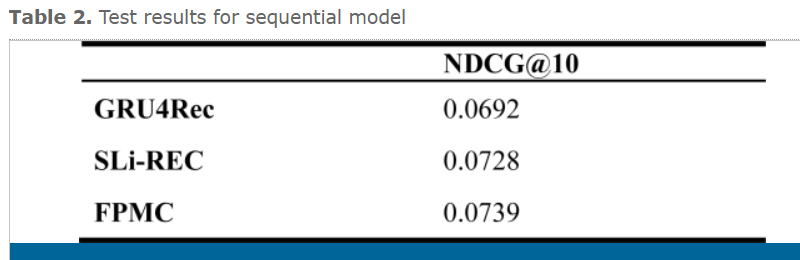 Table 2. Test results for sequential model
NDCG@10
GRU4Rec 0.0692
SLi-REC 0.0728
FPMC 0.0739